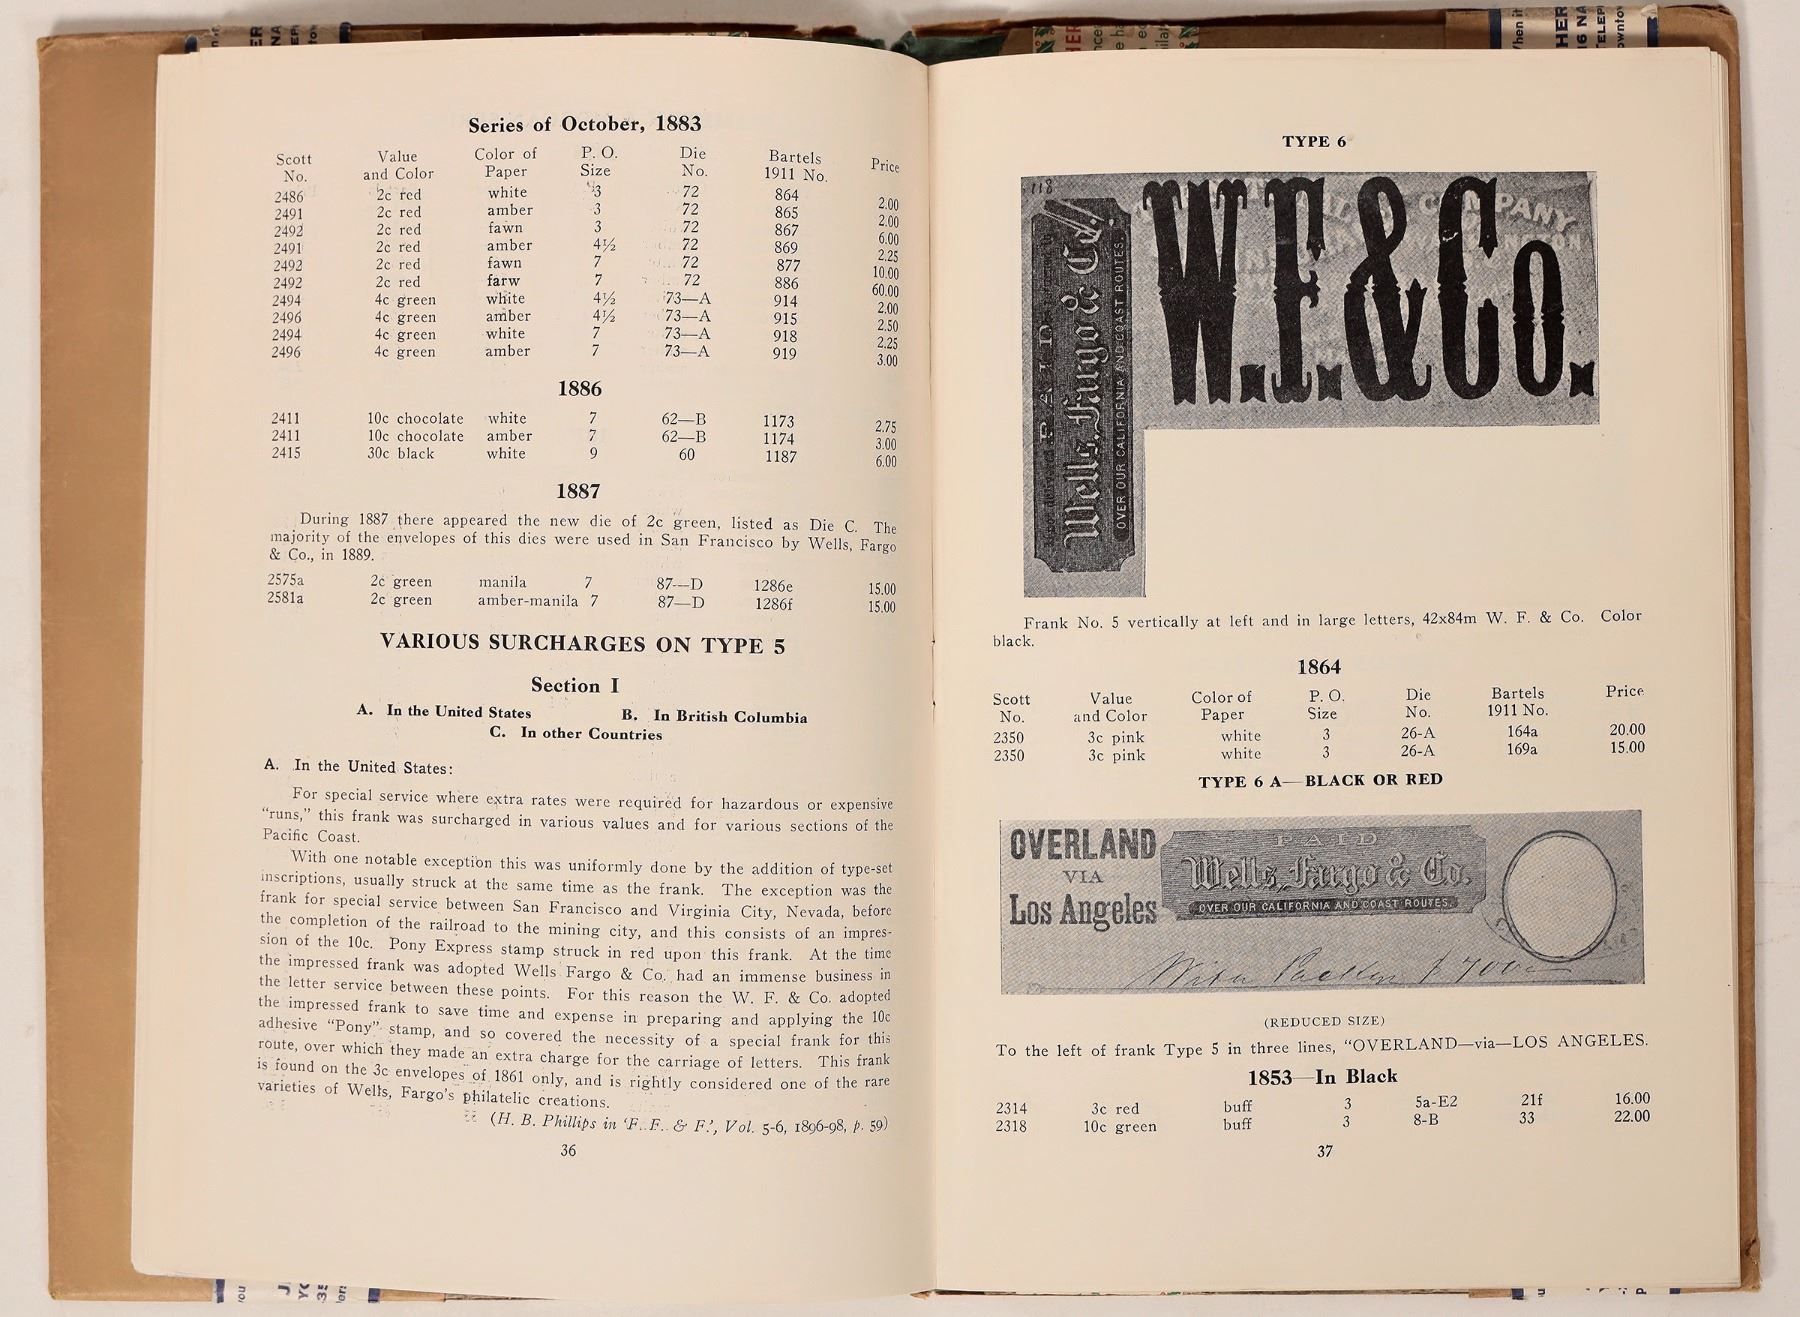 Series of October, 1883
Scott No. Value and Color Color of Paper P. O. Size Die No. Bartels 1911 No. Price
2486 2c red white 3 72 864 2.00
2491 2c red amber 3 72 865 2.00
2492 2c red fawn 3 72 867 6.00
2491 2c red amber 4½ 72 869 2.25
2492 2c red fawn 7 72 877 10.00
2492 2c red farw 7 72 886 60.00
2494 4c green white 4½ 73—A 914 2.00
2496 4c green amber 4½ 73—A 915 2.50
2494 4c green white 7 73—A 918 2.25
2496 4c green amber 7 73—A 919 3.00
1886
2411 10c chocolate white 7 62—B 1173 2.75
2411 10c chocolate amber 7 62—B 1174 3.00
2415 30c black white 9 60 1187 6.00
1887
During 1887 there appeared the new die of 2c green, listed as Die C. The
majority of the envelopes of this dies were used in San Francisco by Wells, Fargo
& Co., in 1889.
2575a 2c green manila 7 87—D 1286e 15.00
2581a 2c green amber-manila 7 87—D 1286f 15.00
VARIOUS SURCHARGES ON TYPE 5
Section I
A. In the United States B. In British Columbia
C. In other Countries
A. In the United States:
For special service where extra rates were required for hazardous or expensive
"runs," this frank was surcharged in various values and for various sections of the
Pacific Coast.
With one notable exception this was uniformly done by the addition of type-set
inscriptions, usually struck at the same time as the frank. The exception was the
frank for special service between San Francisco and Virginia City, Nevada, before
the completion of the railroad to the mining city, and this consists of an impres-
sion of the 10c. Pony Express stamp struck in red upon this frank. At the time
the impressed frank was adopted Wells Fargo & Co. had an immense business in
the letter service between these points. For this reason the W. F. & Co. adopted
the impressed frank to save time and expense in preparing and applying the 10c
adhesive "Pony" stamp, and so covered the necessity of a special frank for this
route, over which they made an extra charge for the carriage of letters. This frank
is found on the 3c envelopes of 1861 only, and is rightly considered one of the rare
varieties of Wells, Fargo's philatelic creations.
(H. B. Phillips in 'F. F. & F.', Vol. 5-6, 1896-98, p. 59)
36
TYPE 6
118
PAID
Wells, Fargo & Co.
OVER OUR CALIFORNIA AND COAST ROUTES.
COMPANY
W.F.&Co.
Frank No. 5 vertically at left and in large letters, 42x84m W. F. & Co. Color
black.
1864
Scott No. Value and Color Color of Paper P. O. Size Die No. Bartels 1911 No. Price
2350 3c pink white 3 26-A 164a 20.00
2350 3c pink white 3 26-A 169a 15.00
TYPE 6 A—BLACK OR RED
OVERLAND
VIA
Los Angeles
PAID
Wells, Fargo & Co.
OVER OUR CALIFORNIA AND COAST ROUTES.
(REDUCED SIZE)
To the left of frank Type 5 in three lines, "OVERLAND—via—LOS ANGELES.
1853—In Black
2314 3c red buff 3 5a-E2 21f 16.00
2318 10c green buff 3 8-B 33 22.00
37